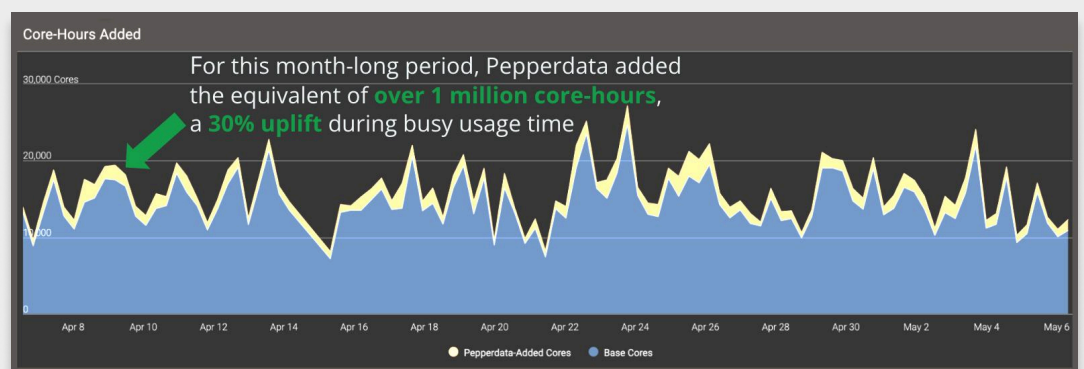 Core-Hours Added
For this month-long period, Pepperdata added
the equivalent of over 1 million core-hours,
a 30% uplift during busy usage time
30,000 Cores
20,000
10,000
0
Apr 8 Apr 10 Apr 12 Apr 14 Apr 16 Apr 18 Apr 20 Apr 22 Apr 24 Apr 26 Apr 28 Apr 30 May 2 May 4 May 6
Pepperdata-Added Cores Base Cores